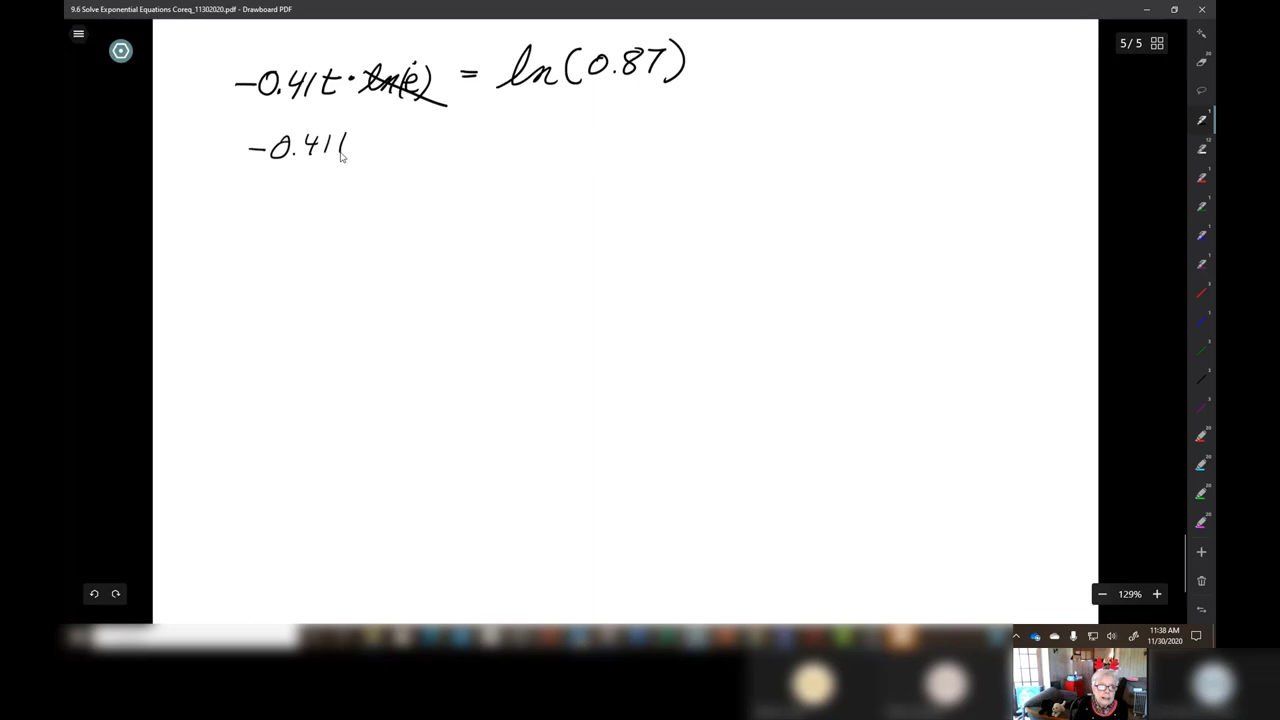 9.6 Solve Exponential Equations Coreq_11302020.pdf - Drawboard PDF
5/5
-0.41t · ln(e) = ln(0.87)
-0.41
129%
11:38 AM
11/30/2020